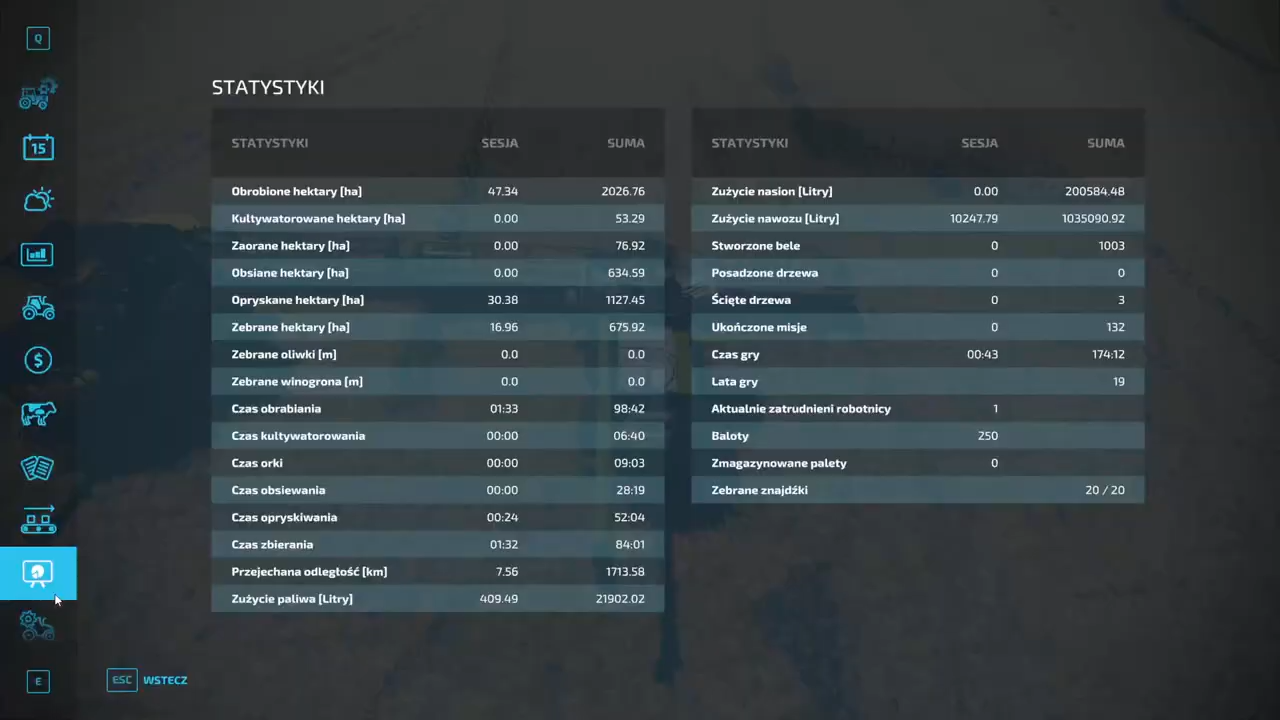 Q
15
STATYSTYKI
STATYSTYKI SESJA SUMA
Obrobione hektary [ha] 47.34 2026.76
Kultywatorowane hektary [ha] 0.00 53.29
Zaorane hektary [ha] 0.00 76.92
Obsiane hektary [ha] 0.00 634.59
Opryskane hektary [ha] 30.38 1127.45
Zebrane hektary [ha] 16.96 675.92
Zebrane oliwki [m] 0.0 0.0
Zebrane winogrona [m] 0.0 0.0
Czas obrabiania 01:33 98:42
Czas kultywatorowania 00:00 06:40
Czas orki 00:00 09:03
Czas obsiewania 00:00 28:19
Czas opryskiwania 00:24 52:04
Czas zbierania 01:32 84:01
Przejechana odległość [km] 7.56 1713.58
Zużycie paliwa [Litry] 409.49 21902.02
STATYSTYKI SESJA SUMA
Zużycie nasion [Litry] 0.00 200584.48
Zużycie nawozu [Litry] 10247.79 1035090.92
Stworzone bele 0 1003
Posadzone drzewa 0 0
Ścięte drzewa 0 3
Ukończone misje 0 132
Czas gry 00:43 174:12
Lata gry 19
Aktualnie zatrudnieni robotnicy 1
Baloty 250
Zmagazynowane palety 0
Zebrane znajdźki 20 / 20
$
E
ESC WSTECZ